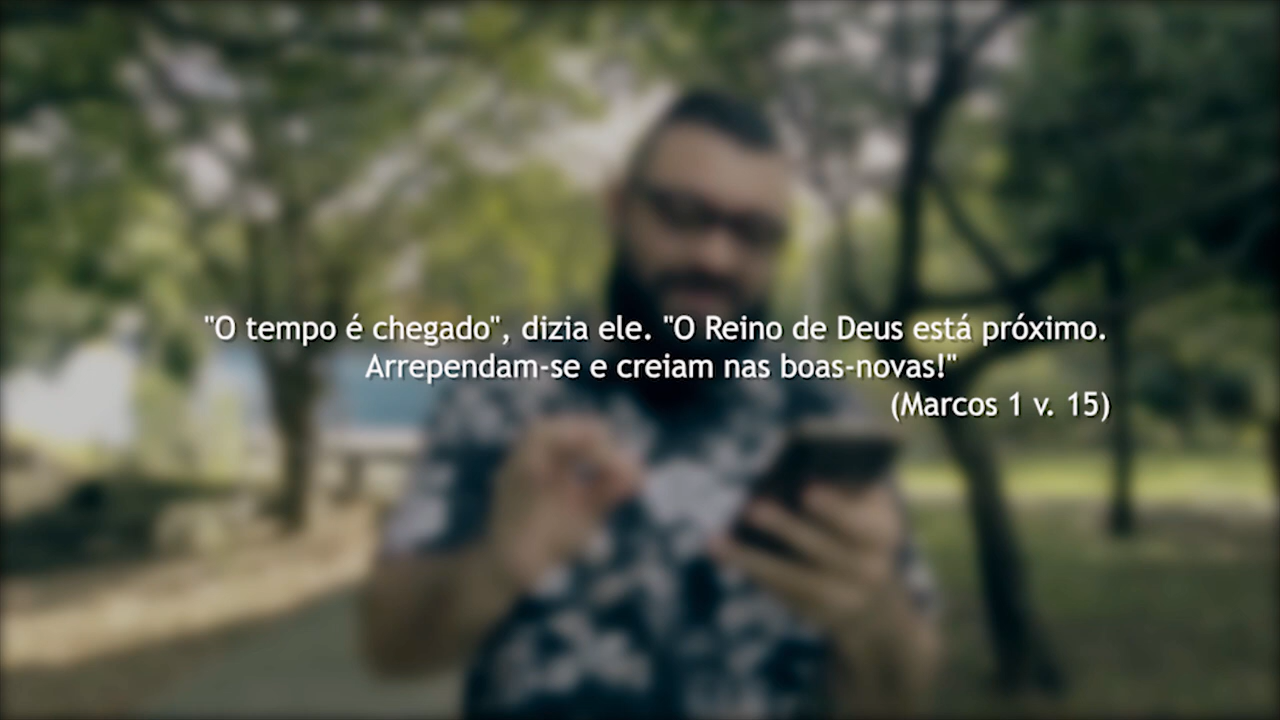 "O tempo é chegado", dizia ele. "O Reino de Deus está próximo.
Arrependam-se e creiam nas boas-novas!"
(Marcos 1 v. 15)